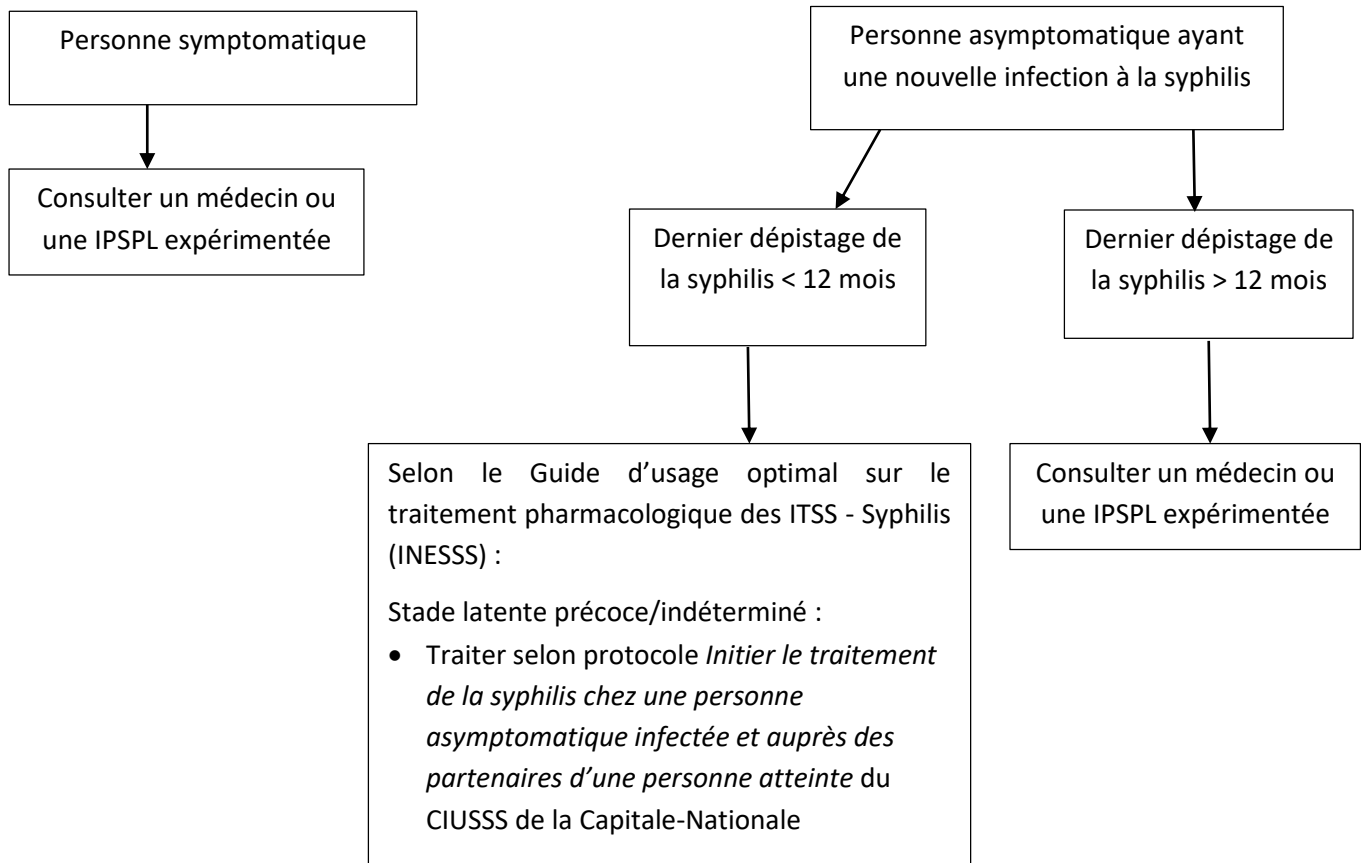 Personne symptomatique
Consulter un médecin ou
une IPSPL expérimentée
Personne asymptomatique ayant
une nouvelle infection à la syphilis
Dernier dépistage de
la syphilis < 12 mois
Dernier dépistage de
la syphilis > 12 mois
Selon le Guide d’usage optimal sur le
traitement pharmacologique des ITSS - Syphilis
(INESSS) :
Stade latente précoce/indéterminé :
• Traiter selon protocole Initier le traitement
de la syphilis chez une personne
asymptomatique infectée et auprès des
partenaires d’une personne atteinte du
CIUSSS de la Capitale-Nationale
Consulter un médecin ou
une IPSPL expérimentée